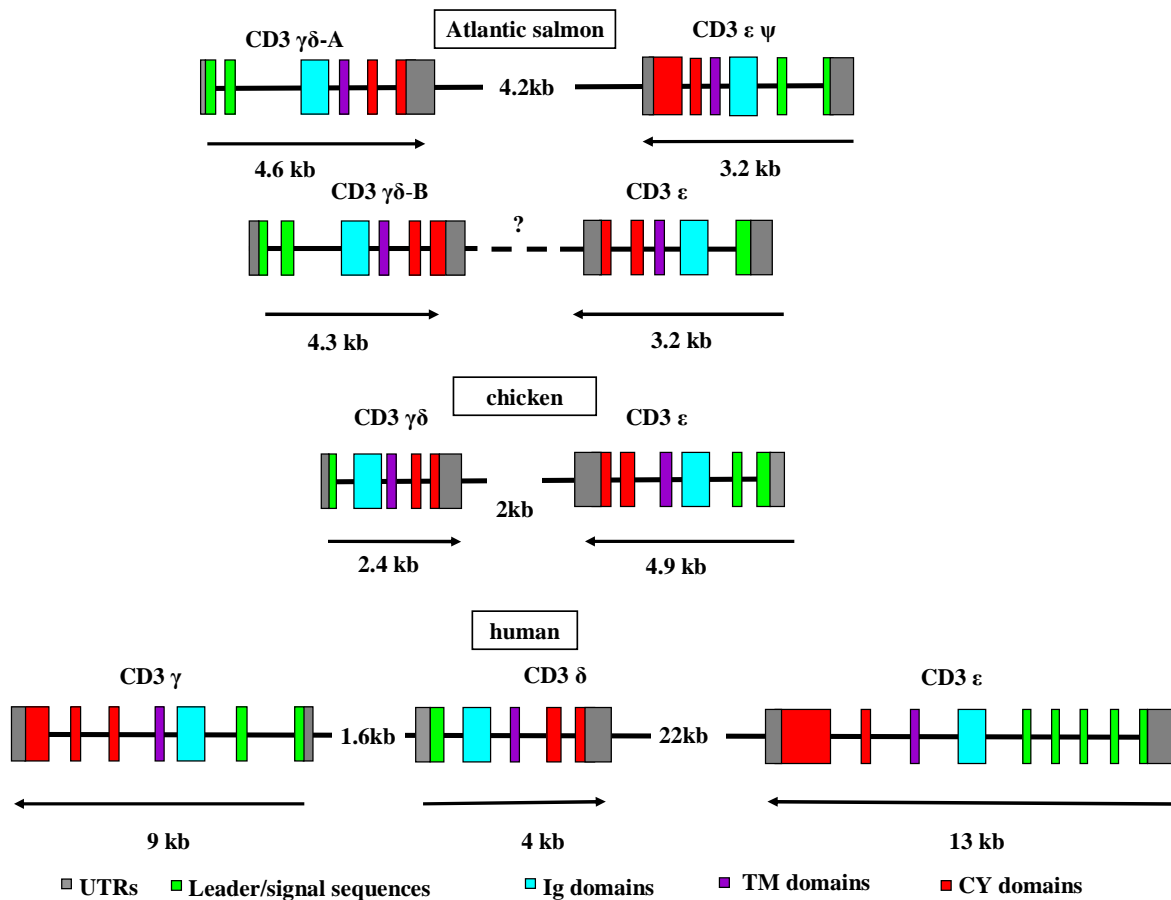 Atlantic salmon
CD3 γδ-A
CD3 ε ψ
4.2kb
4.6 kb
3.2 kb
CD3 γδ-B
CD3 ε
?
4.3 kb
3.2 kb
chicken
CD3 γδ
CD3 ε
2kb
2.4 kb
4.9 kb
human
CD3 γ
CD3 δ
CD3 ε
1.6kb
22kb
9 kb
4 kb
13 kb
UTRs
Leader/signal sequences
Ig domains
TM domains
CY domains